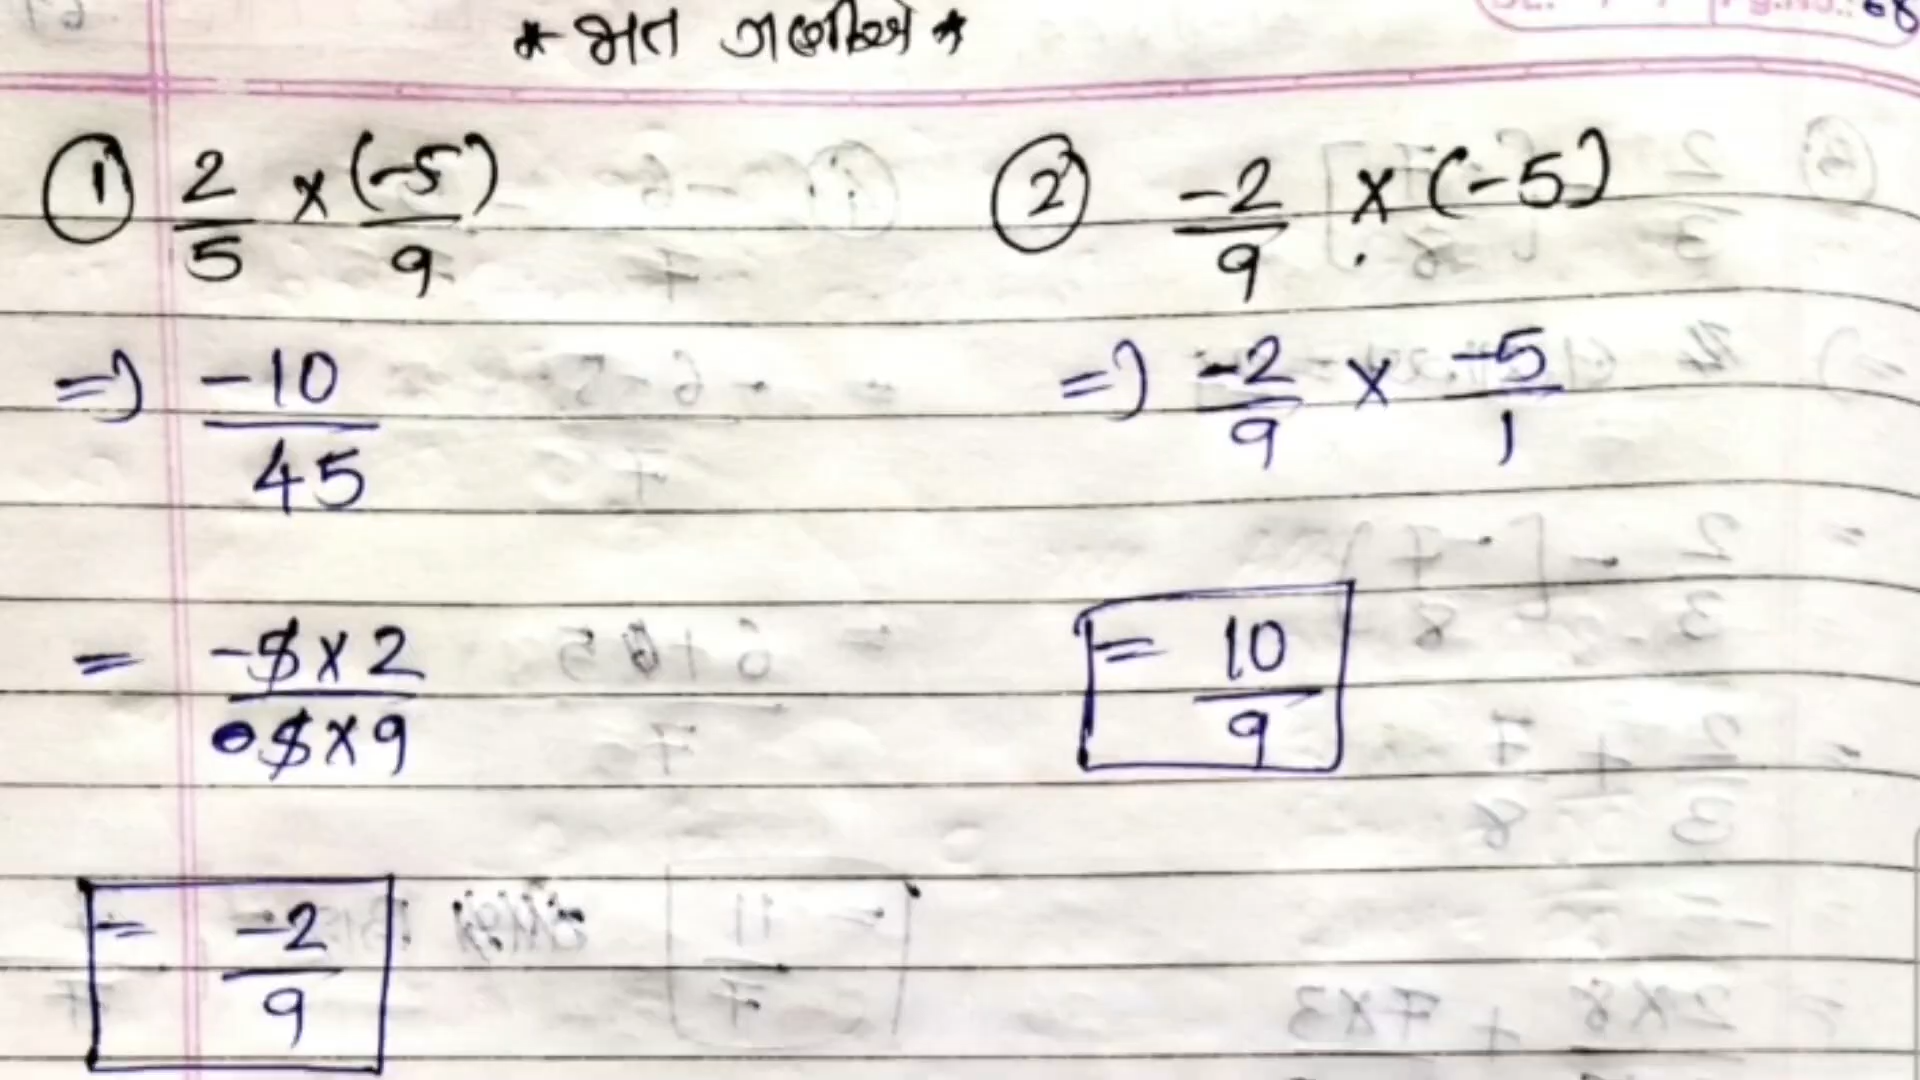 * ભાત ગણીએ *
① 2/5 × (-5)/9
=) -10/45
= -5×2/5×9
= -2/9
② -2/9 × (-5)
=) -2/9 × -5/1
= 10/9